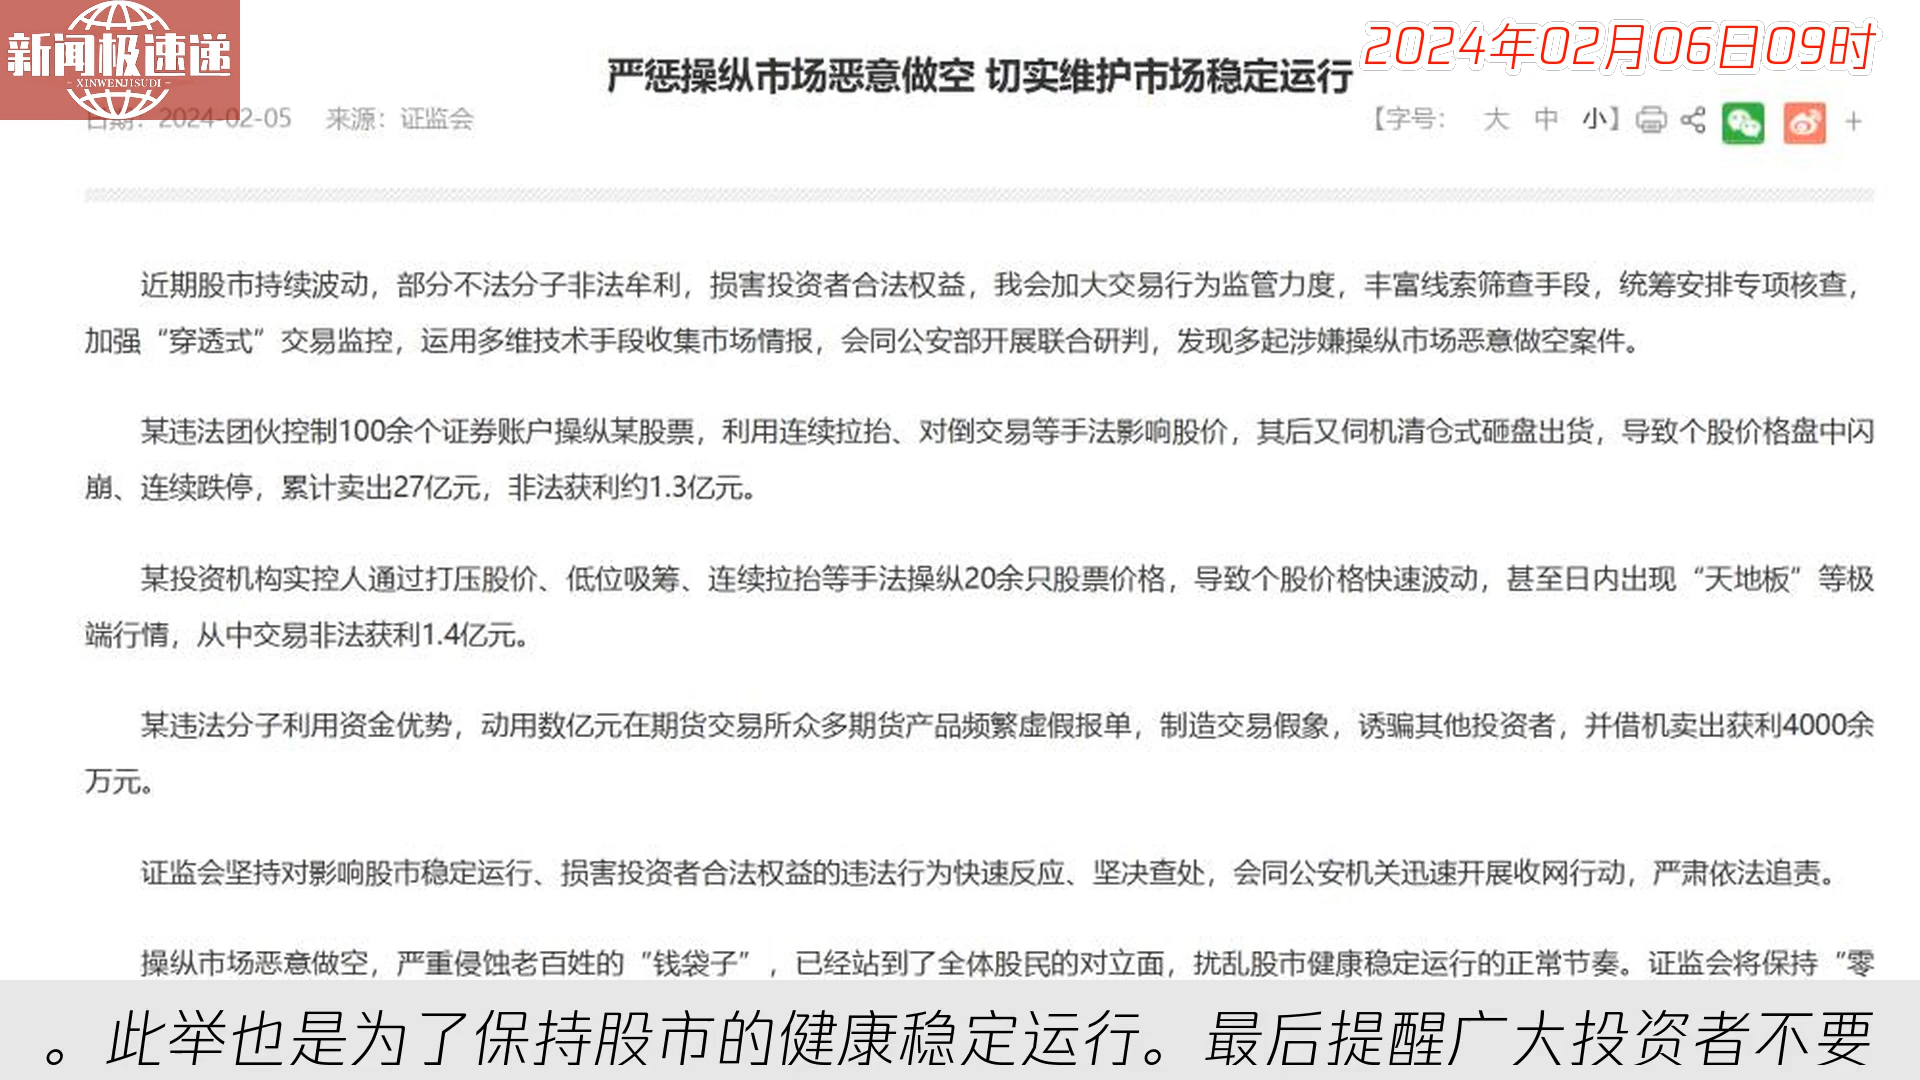 新闻极速递
XINWENJISUDI
2024年02月06日09时
严惩操纵市场恶意做空 切实维护市场稳定运行
日期：2024-02-05 来源：证监会
【字号： 大 中 小】
近期股市持续波动，部分不法分子非法牟利，损害投资者合法权益，我会加大交易行为监管力度，丰富线索筛查手段，统筹安排专项核查，
加强“穿透式”交易监控，运用多维技术手段收集市场情报，会同公安部开展联合研判，发现多起涉嫌操纵市场恶意做空案件。
某违法团伙控制100余个证券账户操纵某股票，利用连续拉抬、对倒交易等手法影响股价，其后又伺机清仓式砸盘出货，导致个股价格盘中闪
崩、连续跌停，累计卖出27亿元，非法获利约1.3亿元。
某投资机构实控人通过打压股价、低位吸筹、连续拉抬等手法操纵20余只股票价格，导致个股价格快速波动，甚至日内出现“天地板”等极
端行情，从中交易非法获利1.4亿元。
某违法分子利用资金优势，动用数亿元在期货交易所众多期货产品频繁虚假报单，制造交易假象，诱骗其他投资者，并借机卖出获利4000余
万元。
证监会坚持对影响股市稳定运行、损害投资者合法权益的违法行为快速反应、坚决查处，会同公安机关迅速开展收网行动，严肃依法追责。
操纵市场恶意做空，严重侵蚀老百姓的“钱袋子”，已经站到了全体股民的对立面，扰乱股市健康稳定运行的正常节奏。证监会将保持“零
。此举也是为了保持股市的健康稳定运行。最后提醒广大投资者不要